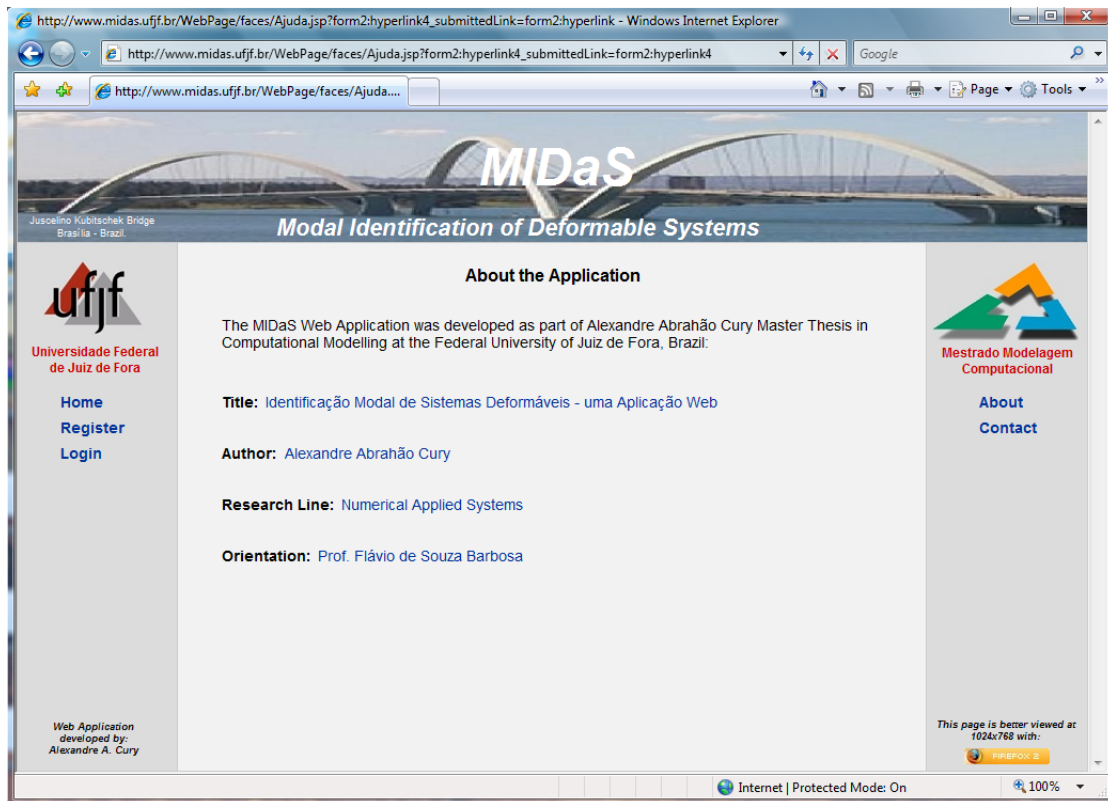 http://www.midas.ufjf.br/WebPage/faces/Ajuda.jsp?form2:hyperlink4_submittedLink=form2:hyperlink - Windows Internet Explorer
http://www.midas.ufjf.br/WebPage/faces/Ajuda.jsp?form2:hyperlink4_submittedLink=form2:hyperlink4
Google
http://www.midas.ufjf.br/WebPage/faces/Ajuda....
Page
Tools
MIDaS
Juscelino Kubitschek Bridge
Brasília - Brazil.
Modal Identification of Deformable Systems
ufjf
Universidade Federal
de Juiz de Fora
Home
Register
Login
About the Application
The MIDaS Web Application was developed as part of Alexandre Abrahão Cury Master Thesis in
Computational Modelling at the Federal University of Juiz de Fora, Brazil:
Title: Identificação Modal de Sistemas Deformáveis - uma Aplicação Web
Author: Alexandre Abrahão Cury
Research Line: Numerical Applied Systems
Orientation: Prof. Flávio de Souza Barbosa
Mestrado Modelagem
Computacional
About
Contact
Web Application
developed by:
Alexandre A. Cury
This page is better viewed at
1024x768 with:
FIREFOX 2
Internet | Protected Mode: On
100%